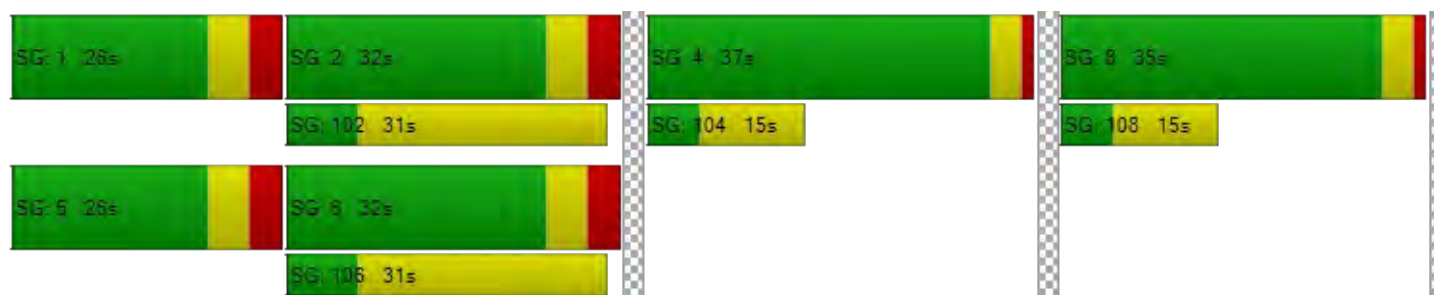 SG: 1 26s
SG: 2 32s
SG: 4 37s
SG: 8 35s
SG: 102 31s
SG: 104 15s
SG: 108 15s
SG: 5 26s
SG: 6 32s
SG: 106 31s